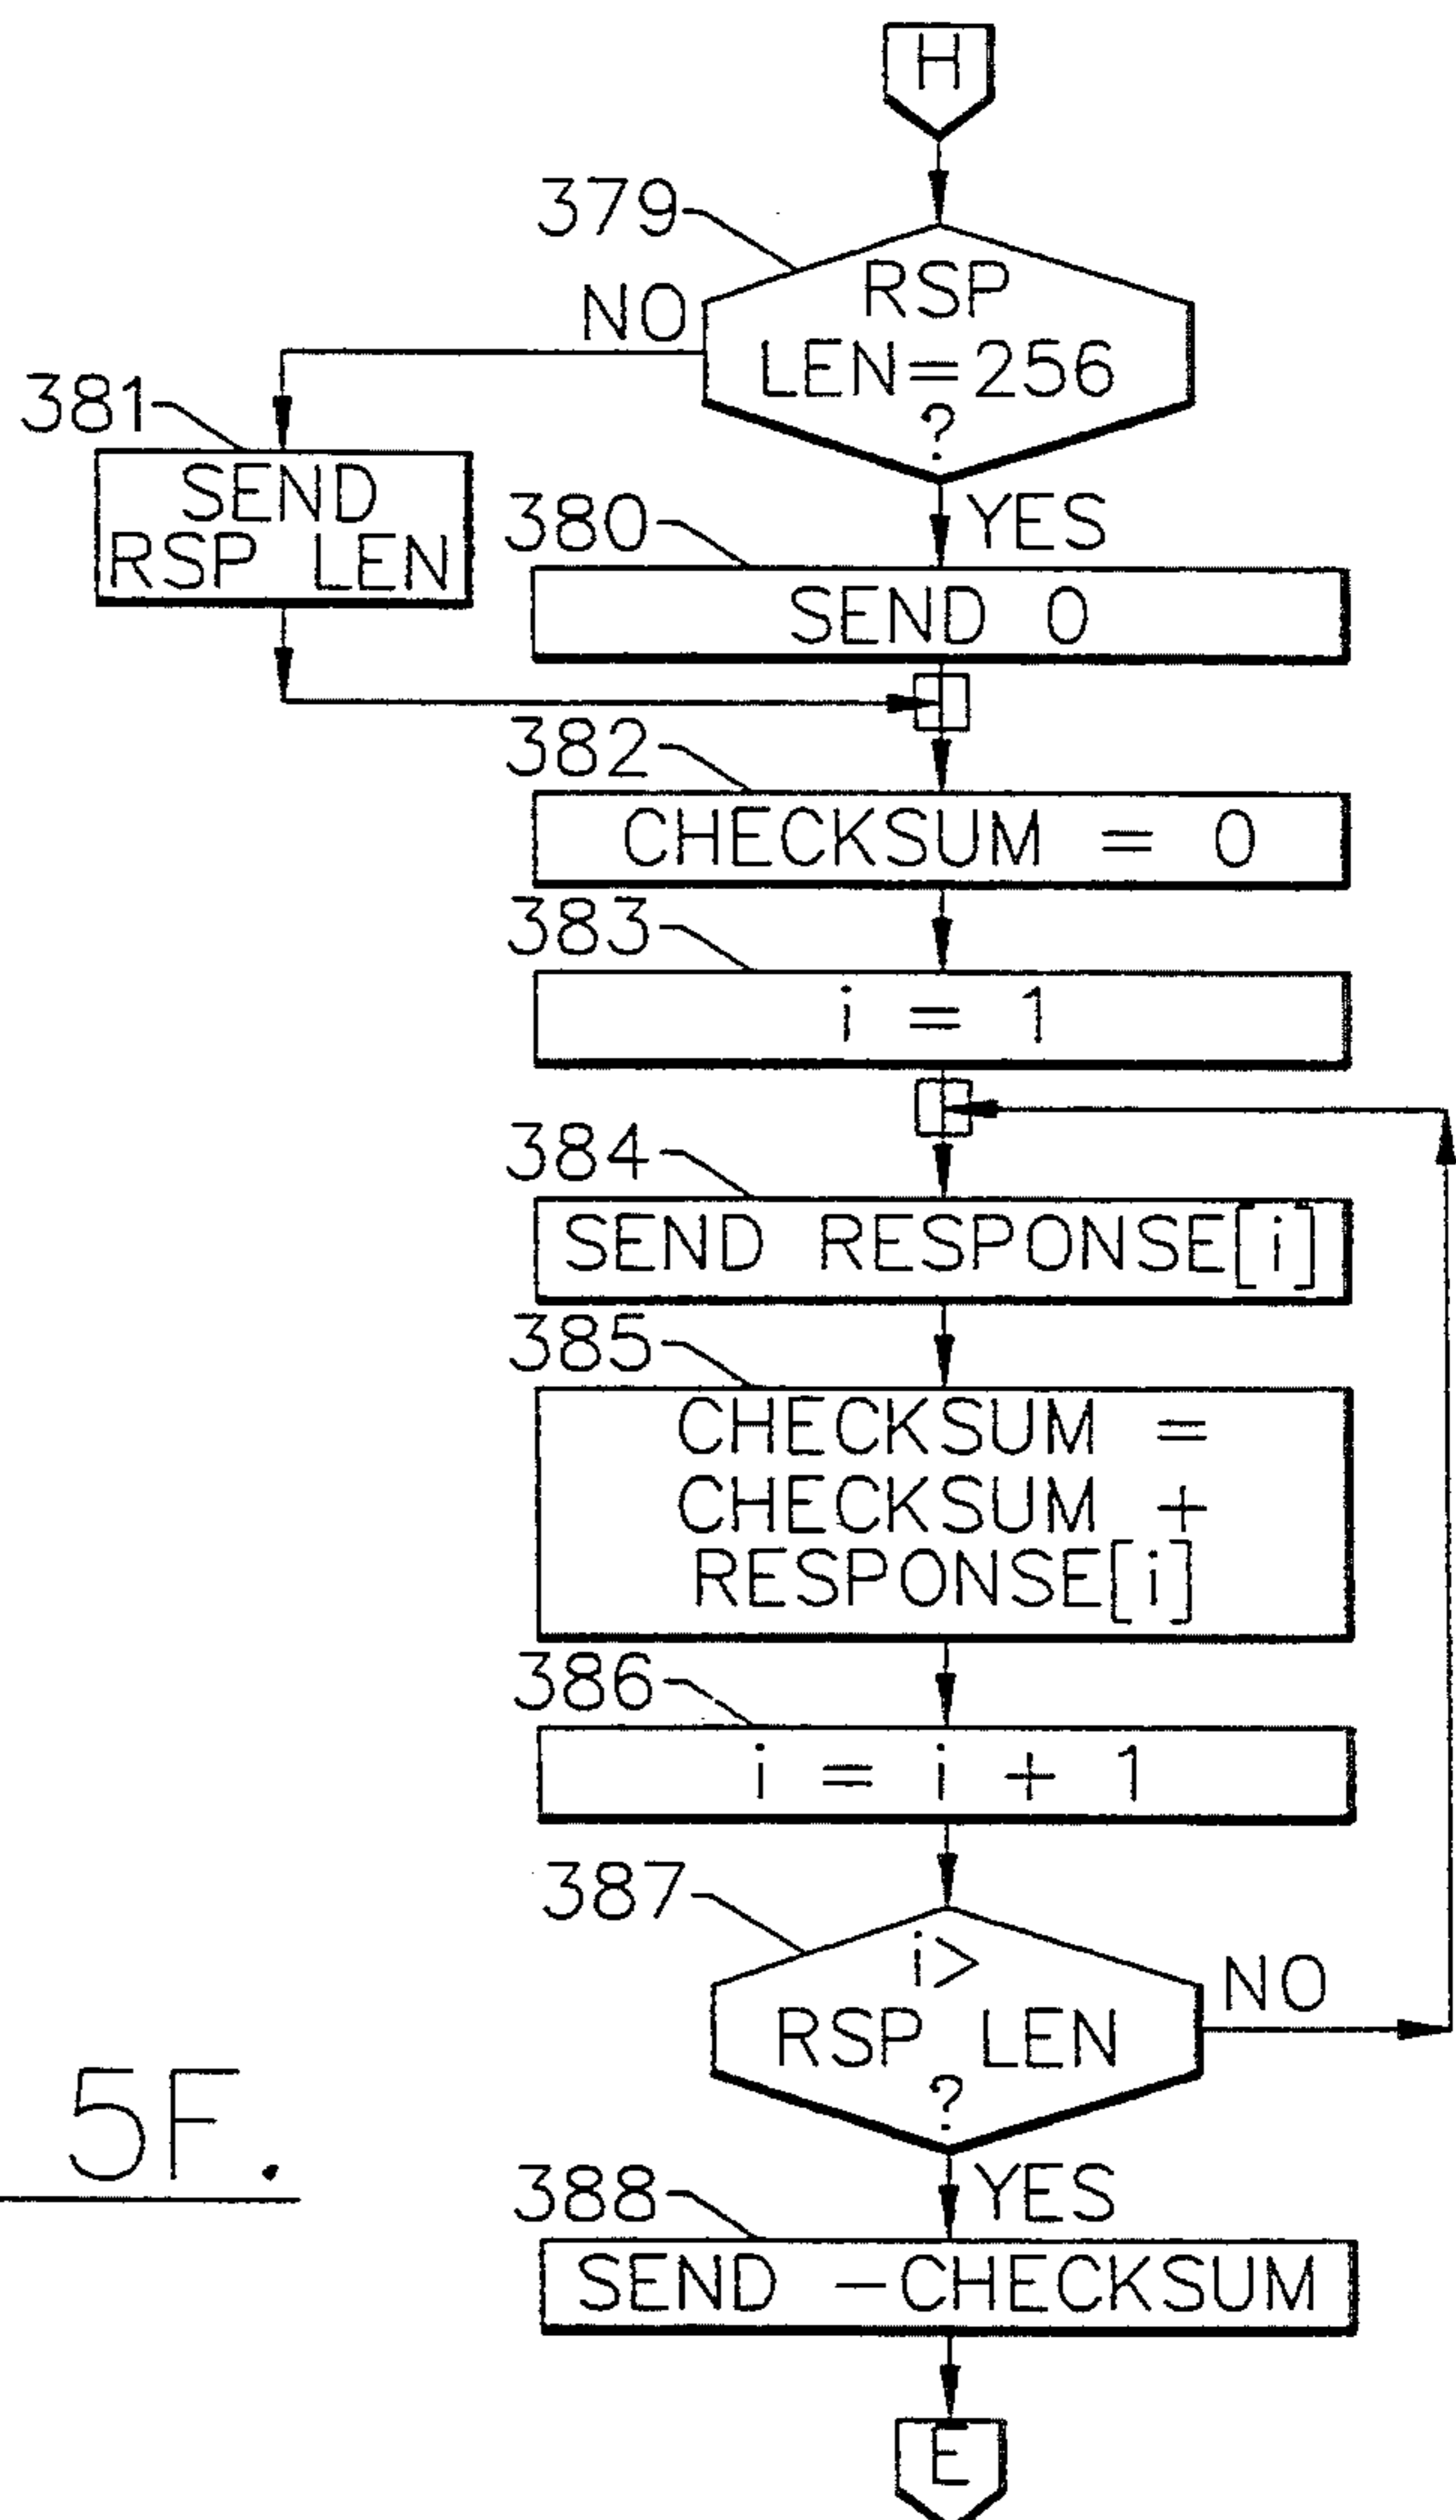 H
379
RSP
LEN=256
?
NO
YES
381
SEND
RSP LEN
380
SEND 0
382
CHECKSUM = 0
383
i = 1
384
SEND RESPONSE[i]
385
CHECKSUM =
CHECKSUM +
RESPONSE[i]
386
i = i + 1
387
i>
RSP LEN
?
NO
YES
5F.
388
SEND -CHECKSUM
E